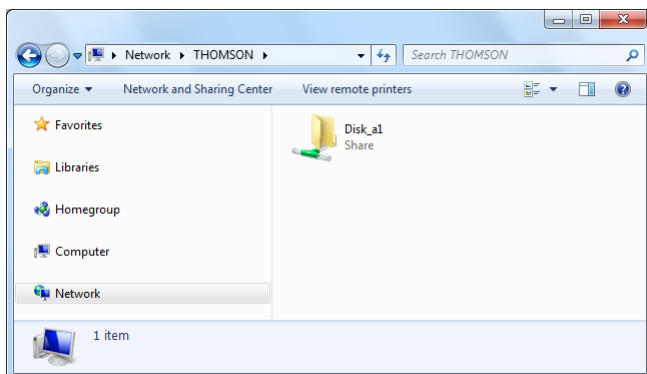 Network ▸ THOMSON ▸
Search THOMSON
Organize
Network and Sharing Center
View remote printers
Favorites
Libraries
Homegroup
Computer
Network
Disk_a1
Share
1 item